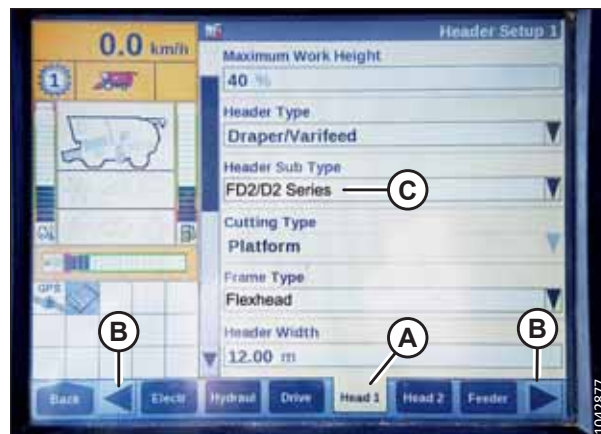 0.0 km/h
Header Setup 1
Maximum Work Height
40 %
1
Header Type
Draper/Varifeed
Header Sub Type
FD2/D2 Series
C
Cutting Type
Platform
Frame Type
Flexhead
GPS
Header Width
12.00 m
B
A
B
Back
Electr
Hydraul
Drive
Head 1
Head 2
Feeder
1042877